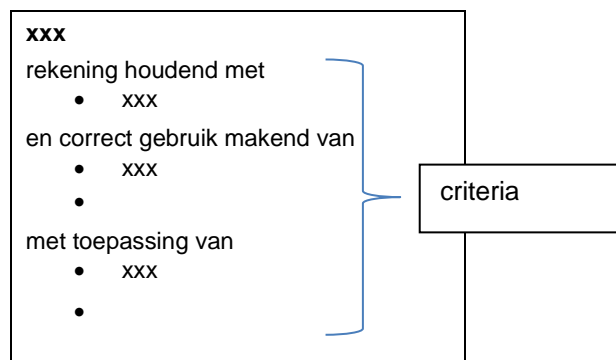 xxx
rekening houdend met
• xxx
en correct gebruik makend van
• xxx
•
met toepassing van
• xxx
•
criteria